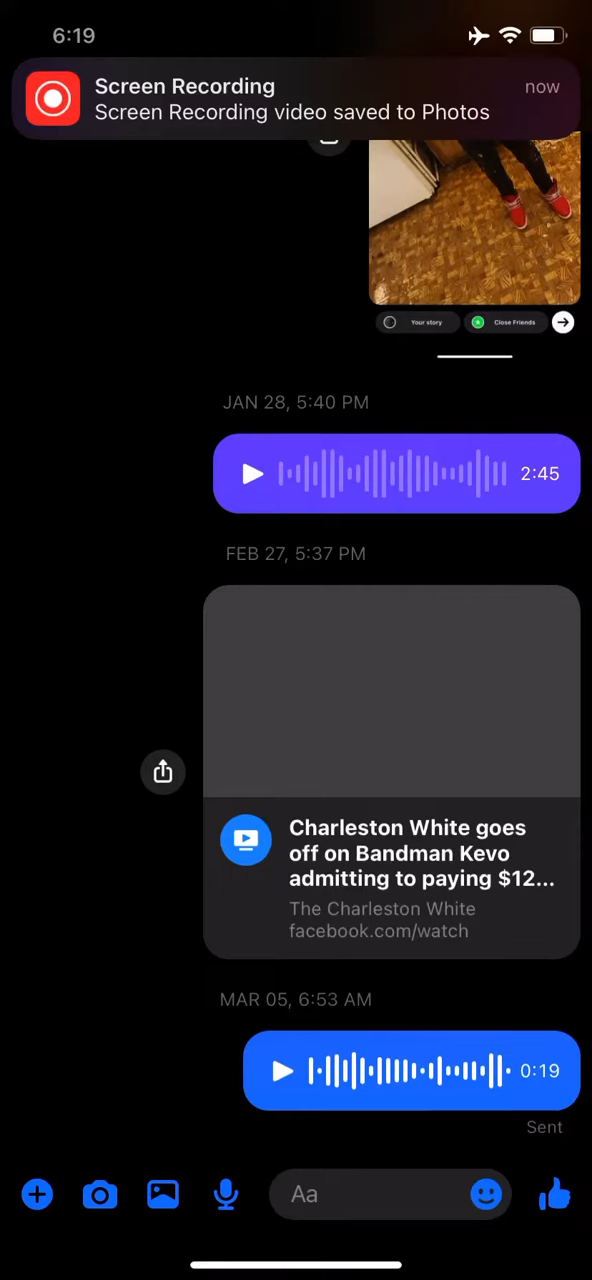 6:19
Screen Recording
now
Screen Recording video saved to Photos
Your story
Close Friends
JAN 28, 5:40 PM
2:45
FEB 27, 5:37 PM
Charleston White goes
off on Bandman Kevo
admitting to paying $12...
The Charleston White
facebook.com/watch
MAR 05, 6:53 AM
0:19
Sent
Aa